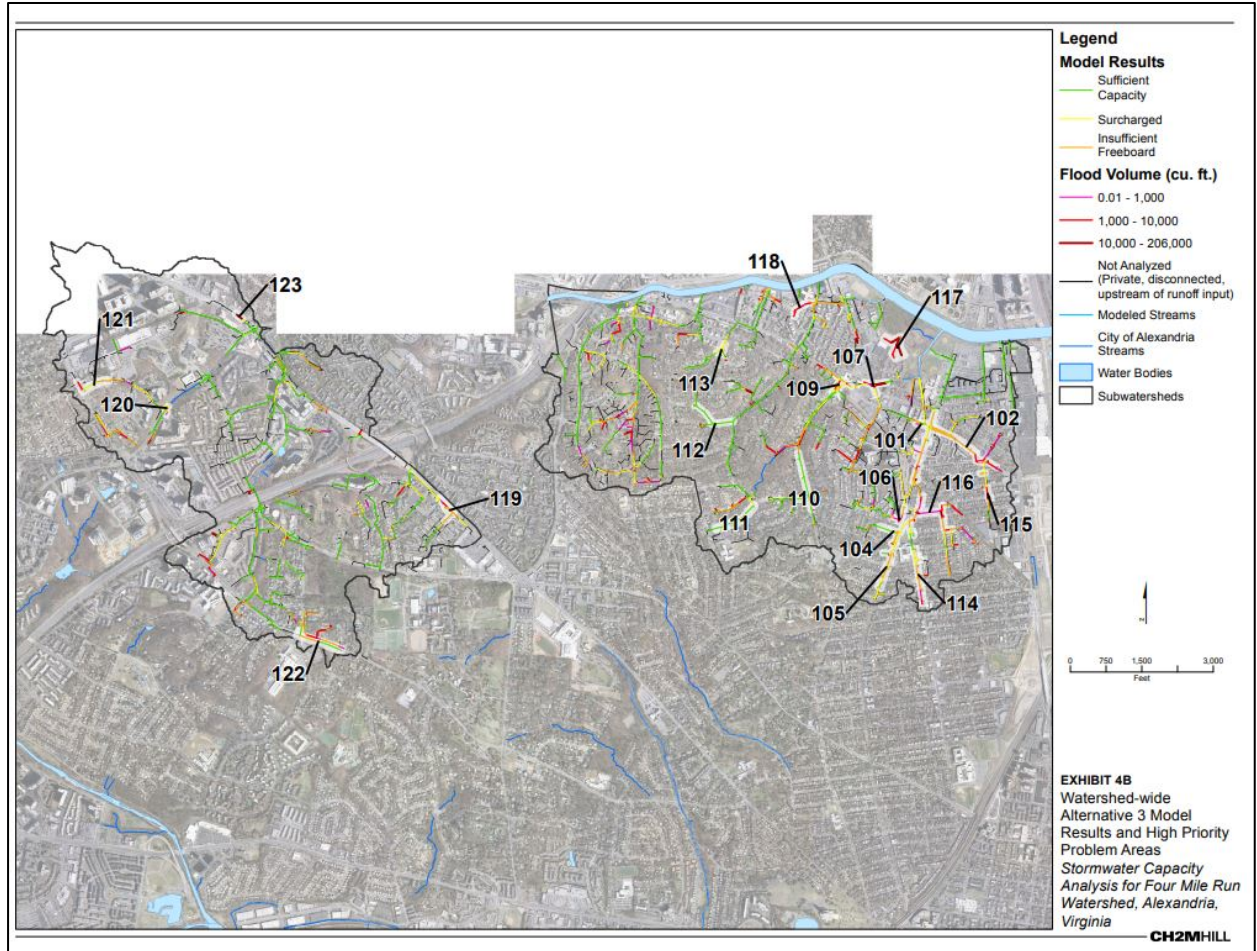 118
123
117
121
107
113
109
120
102
101
112
106
116
119
110
111
115
104
105
114
122
Legend
Model Results
Sufficient
Capacity
Surcharged
Insufficient
Freeboard
Flood Volume (cu. ft.)
0.01 - 1,000
1,000 - 10,000
10,000 - 206,000
Not Analyzed
(Private, disconnected,
upstream of runoff input)
Modeled Streams
City of Alexandria
Streams
Water Bodies
Subwatersheds
0 750 1,500 3,000
Feet
EXHIBIT 4B
Watershed-wide
Alternative 3 Model
Results and High Priority
Problem Areas
Stormwater Capacity
Analysis for Four Mile Run
Watershed, Alexandria,
Virginia
CH2MHILL